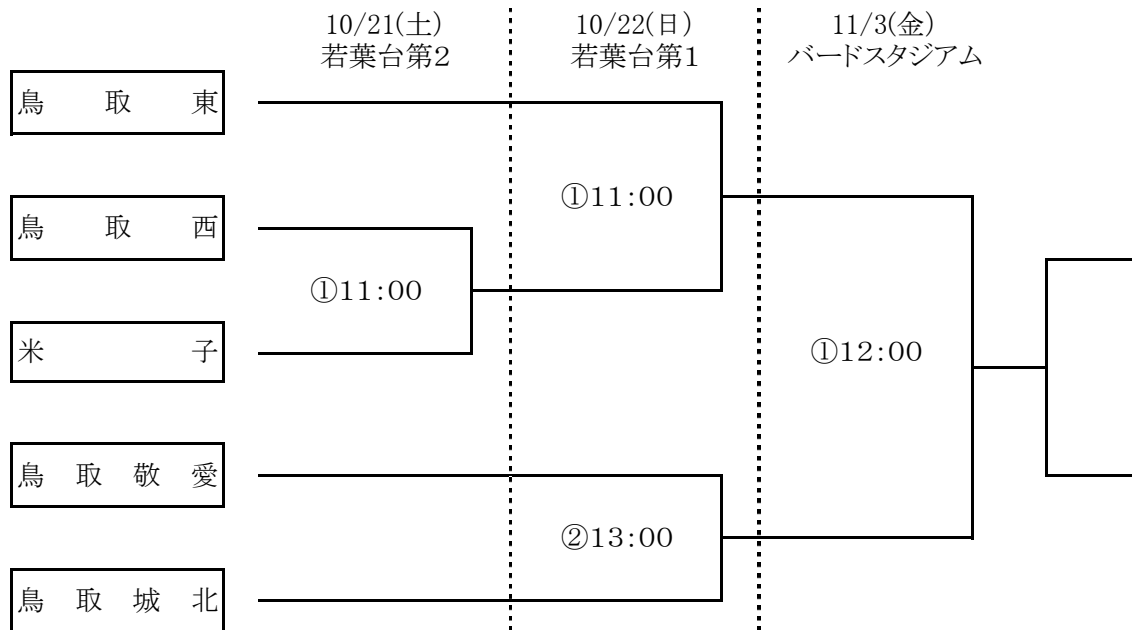 10/21(土)
若葉台第2
10/22(日)
若葉台第1
11/3(金)
バードスタジアム
鳥取東
①11:00
鳥取西
①11:00
米子
①12:00
鳥取敬愛
②13:00
鳥取城北